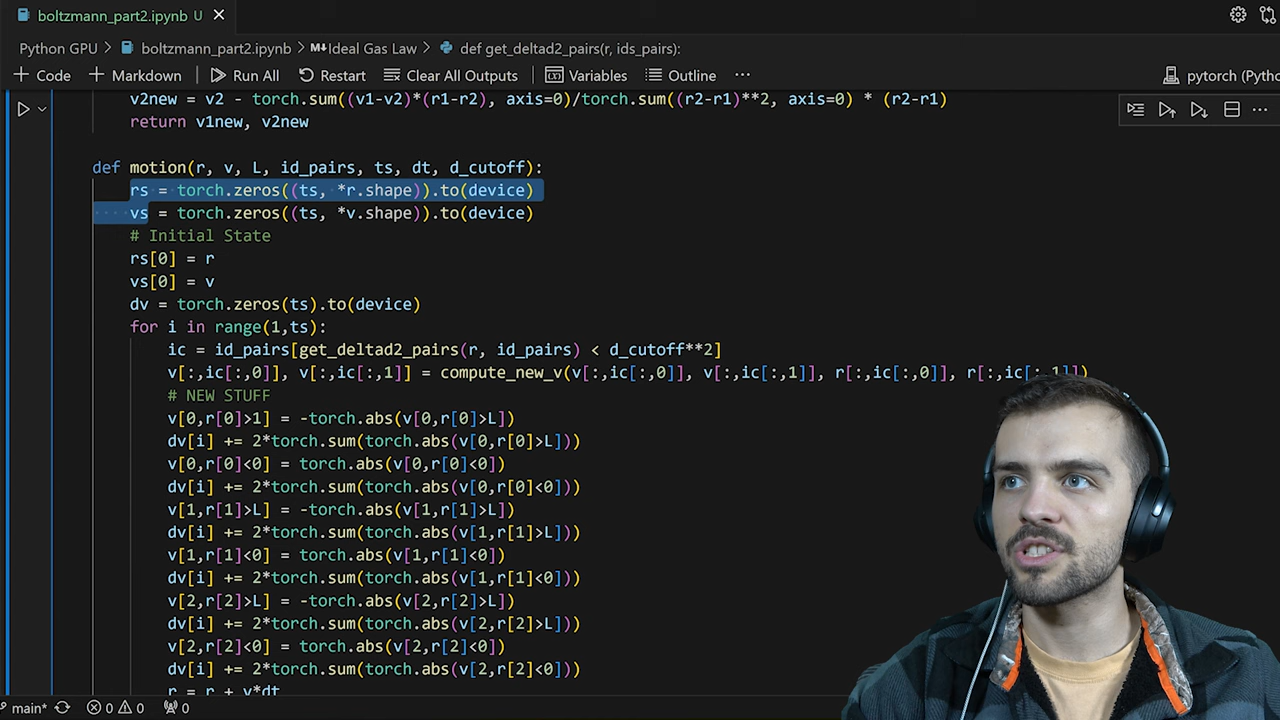 boltzmann_part2.ipynb U
Python GPU > boltzmann_part2.ipynb > Ideal Gas Law > def get_deltad2_pairs(r, ids_pairs):
+ Code + Markdown Run All Restart Clear All Outputs Variables Outline ... pytorch (Pytho
v2new = v2 - torch.sum((v1-v2)*(r1-r2), axis=0)/torch.sum((r2-r1)**2, axis=0) * (r2-r1)
return v1new, v2new
def motion(r, v, L, id_pairs, ts, dt, d_cutoff):
rs = torch.zeros((ts, *r.shape)).to(device)
vs = torch.zeros((ts, *v.shape)).to(device)
# Initial State
rs[0] = r
vs[0] = v
dv = torch.zeros(ts).to(device)
for i in range(1,ts):
ic = id_pairs[get_deltad2_pairs(r, id_pairs) < d_cutoff**2]
v[:,ic[:,0]], v[:,ic[:,1]] = compute_new_v(v[:,ic[:,0]], v[:,ic[:,1]], r[:,ic[:,0]], r[:,ic[:,1]])
# NEW STUFF
v[0,r[0]>1] = -torch.abs(v[0,r[0]>L])
dv[i] += 2*torch.sum(torch.abs(v[0,r[0]>L]))
v[0,r[0]<0] = torch.abs(v[0,r[0]<0])
dv[i] += 2*torch.sum(torch.abs(v[0,r[0]<0]))
v[1,r[1]>L] = -torch.abs(v[1,r[1]>L])
dv[i] += 2*torch.sum(torch.abs(v[1,r[1]>L]))
v[1,r[1]<0] = torch.abs(v[1,r[1]<0])
dv[i] += 2*torch.sum(torch.abs(v[1,r[1]<0]))
v[2,r[2]>L] = -torch.abs(v[2,r[2]>L])
dv[i] += 2*torch.sum(torch.abs(v[2,r[2]>L]))
v[2,r[2]<0] = torch.abs(v[2,r[2]<0])
dv[i] += 2*torch.sum(torch.abs(v[2,r[2]<0]))
r = r + v*dt
main* 0 0 0